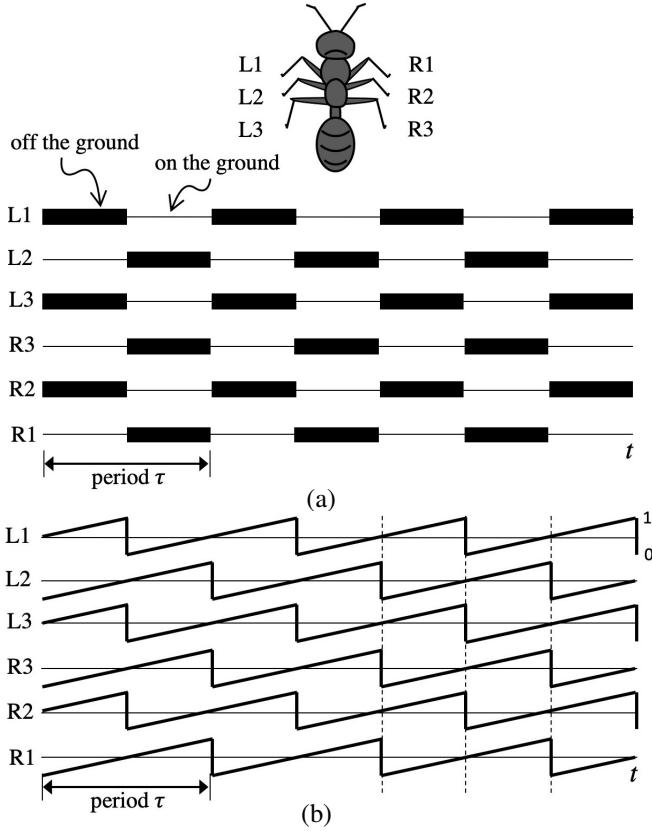 L1 R1
L2 R2
L3 R3
off the ground
on the ground
L1
L2
L3
R3
R2
R1
t
period τ
(a)
L1 1
0
L2
L3
R3
R2
R1
t
period τ
(b)